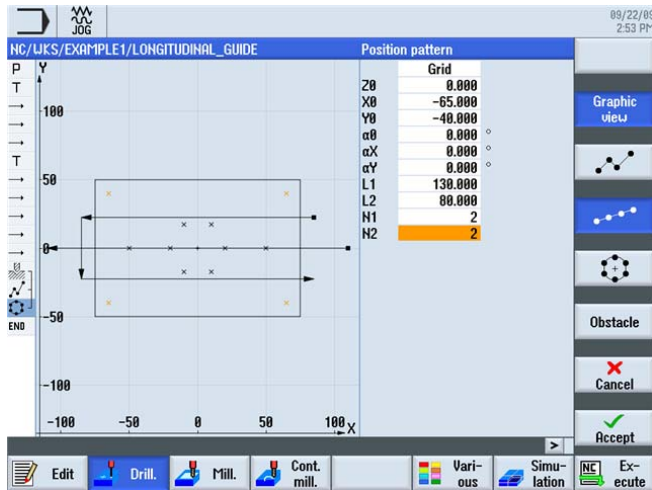 JOG
09/22/09
2:53 PM
NC/WKS/EXAMPLE1/LONGITUDINAL_GUIDE
Position pattern
P
T
T
END
Y
100
50
0
-50
-100
-100 -50 0 50 100 X
Grid
Z0 0.000
X0 -65.000
Y0 -40.000
α0 0.000 °
αX 0.000 °
αY 0.000 °
L1 130.000
L2 80.000
N1 2
N2 2
Graphic
view
Obstacle
Cancel
Accept
>
Edit
Drill.
Mill.
Cont.
mill.
Vari-
ous
Simu-
lation
NC
Ex-
ecute